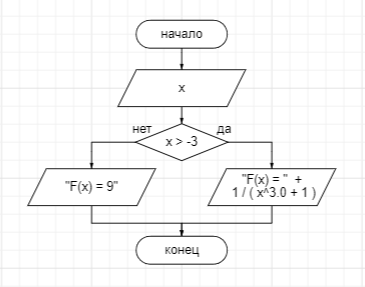 начало
x
нет
да
x > -3
"F(x) = 9"
"F(x) = " +
1 / ( x^3.0 + 1 )
конец